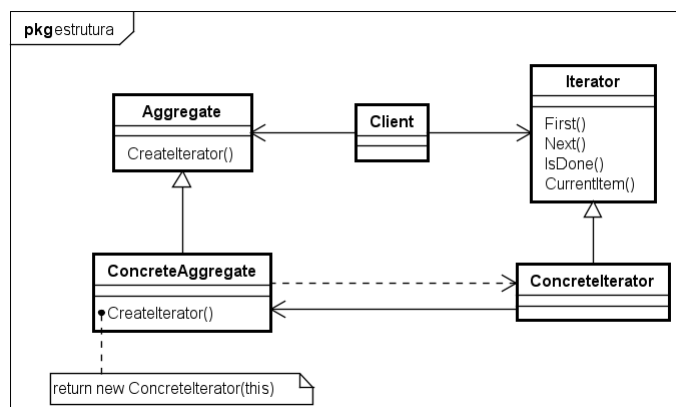 pkg estrutura
Aggregate
CreateIterator()
Client
Iterator
First()
Next()
IsDone()
CurrentItem()
ConcreteAggregate
CreateIterator()
ConcreteIterator
return new ConcreteIterator(this)